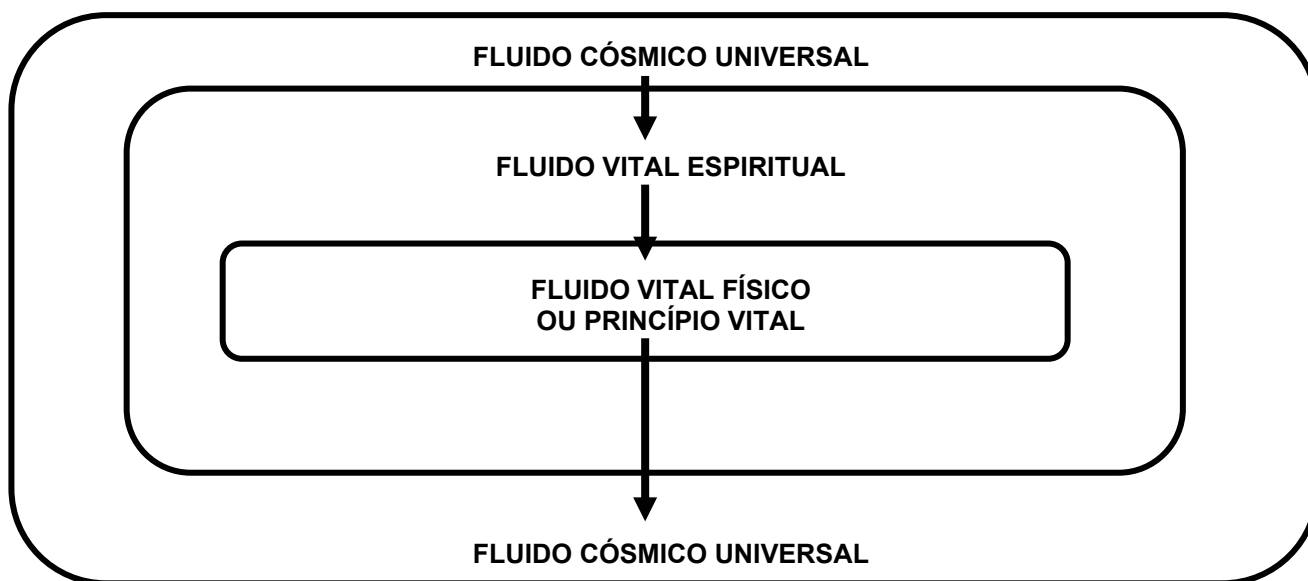 FLUIDO CÓSMICO UNIVERSAL
FLUIDO VITAL ESPIRITUAL
FLUIDO VITAL FÍSICO
OU PRINCÍPIO VITAL
FLUIDO CÓSMICO UNIVERSAL